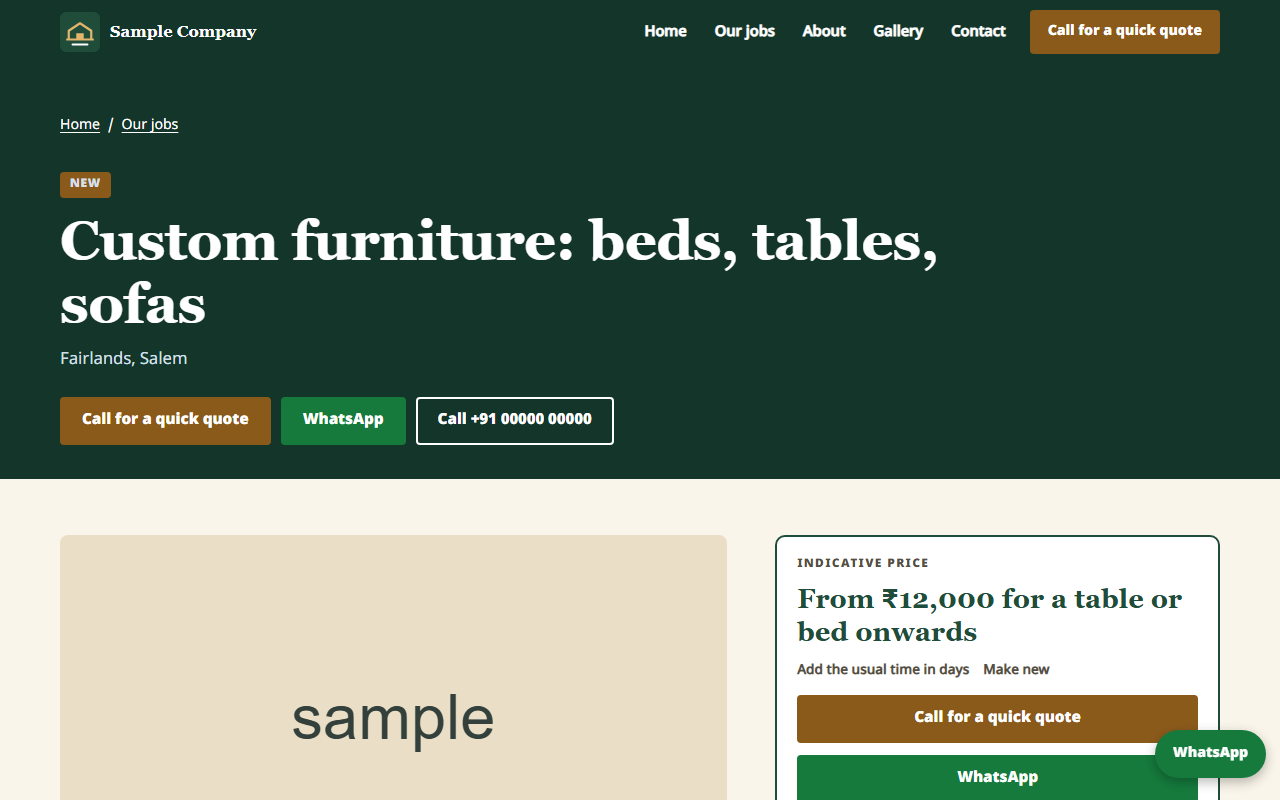 Sample Company
Home
Our jobs
About
Gallery
Contact
Call for a quick quote
Home / Our jobs
NEW
Custom furniture: beds, tables,
sofas
Fairlands, Salem
Call for a quick quote
WhatsApp
Call +91 00000 00000
sample
INDICATIVE PRICE
From ₹12,000 for a table or
bed onwards
Add the usual time in days
Make new
Call for a quick quote
WhatsApp
WhatsApp